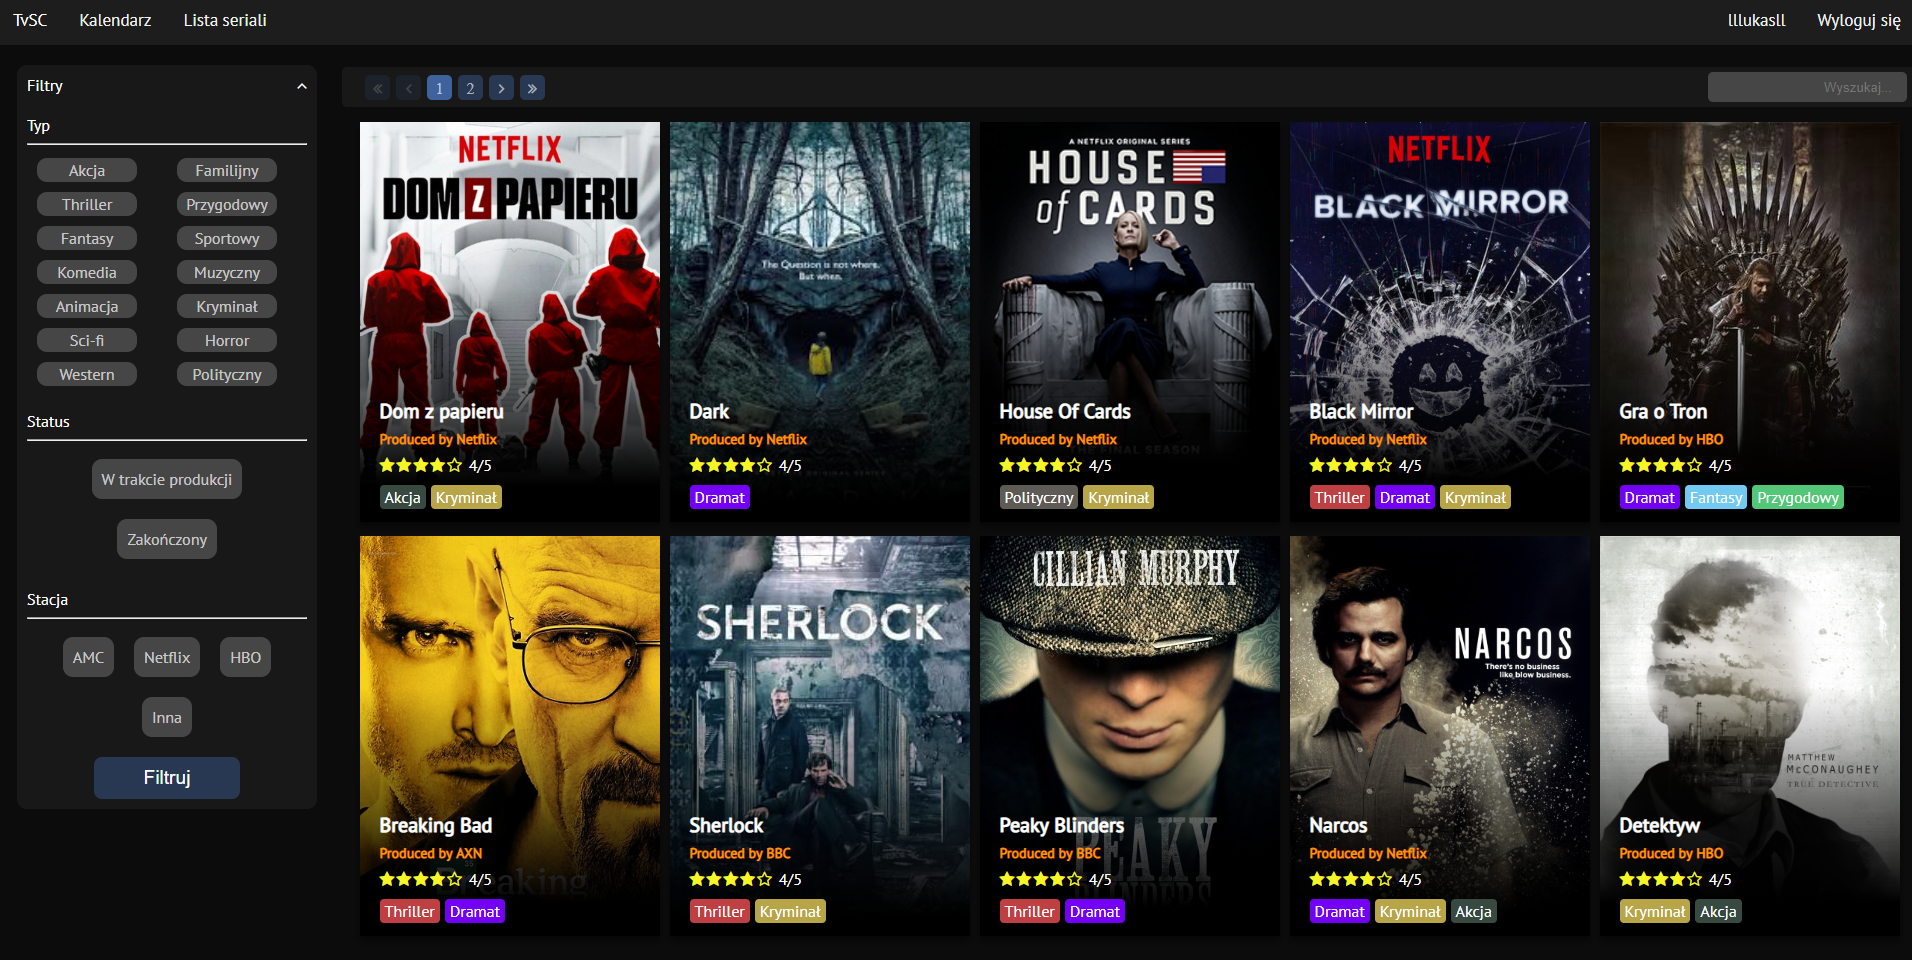 TvSC Kalendarz Lista seriali lllukasll Wyloguj się
Filtry
Typ
Akcja Familijny
Thriller Przygodowy
Fantasy Sportowy
Komedia Muzyczny
Animacja Kryminał
Sci-fi Horror
Western Polityczny
Status
W trakcie produkcji
Zakończony
Stacja
AMC Netflix HBO
Inna
Filtruj
« ‹ 1 2 › »
Wyszukaj...
NETFLIX
DOM Z PAPIERU
Dom z papieru
Produced by Netflix
4/5
Akcja Kryminał
The Question is not where.
But when.
Dark
Produced by Netflix
4/5
Dramat
A NETFLIX ORIGINAL SERIES
HOUSE
of CARDS
House Of Cards
Produced by Netflix
THE FINAL SEASON
4/5
Polityczny Kryminał
NETFLIX
BLACK MIRROR
Black Mirror
Produced by Netflix
4/5
Thriller Dramat Kryminał
Gra o Tron
Produced by HBO
4/5
Dramat Fantasy Przygodowy
Breaking Bad
Produced by AXN
4/5
Breaking
Thriller Dramat
SHERLOCK
Sherlock
Produced by BBC
4/5
Thriller Kryminał
CILLIAN MURPHY
Peaky Blinders
PEAKY
Produced by BBC
4/5
BLINDERS
Thriller Dramat
NARCOS
There's no business
like blow business.
Narcos
Produced by Netflix
4/5
Dramat Kryminał Akcja
MATTHEW
McCONAUGHEY
TRUE DETECTIVE
Detektyw
Produced by HBO
4/5
Kryminał Akcja